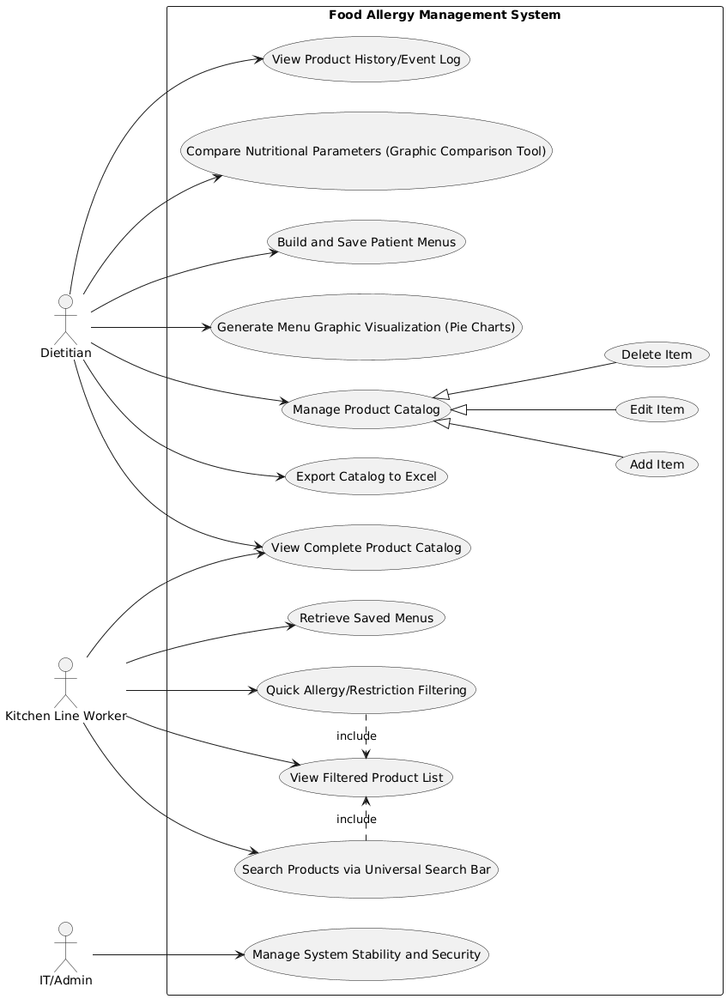 Food Allergy Management System
View Product History/Event Log
Compare Nutritional Parameters (Graphic Comparison Tool)
Build and Save Patient Menus
Generate Menu Graphic Visualization (Pie Charts)
Dietitian
Delete Item
Manage Product Catalog
Edit Item
Add Item
Export Catalog to Excel
View Complete Product Catalog
Retrieve Saved Menus
Quick Allergy/Restriction Filtering
Kitchen Line Worker
include
View Filtered Product List
include
Search Products via Universal Search Bar
Manage System Stability and Security
IT/Admin